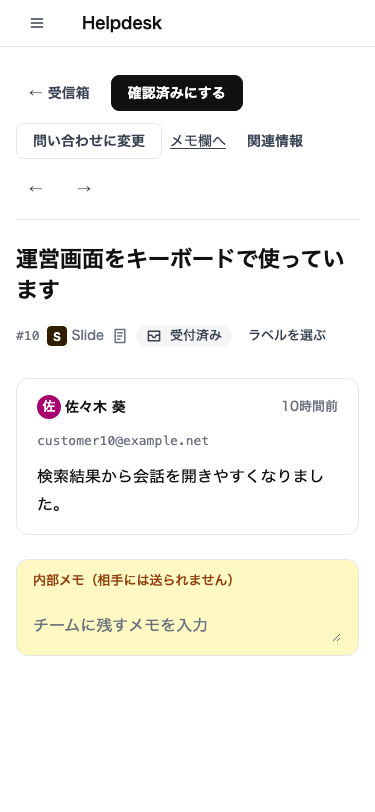 Helpdesk
← 受信箱
確認済みにする
問い合わせに変更
メモ欄へ
関連情報
← →
運営画面をキーボードで使ってい
ます
#10 S Slide 受付済み ラベルを選ぶ
佐 佐々木 葵 10時間前
customer10@example.net
検索結果から会話を開きやすくなりまし
た。
内部メモ（相手には送られません）
チームに残すメモを入力